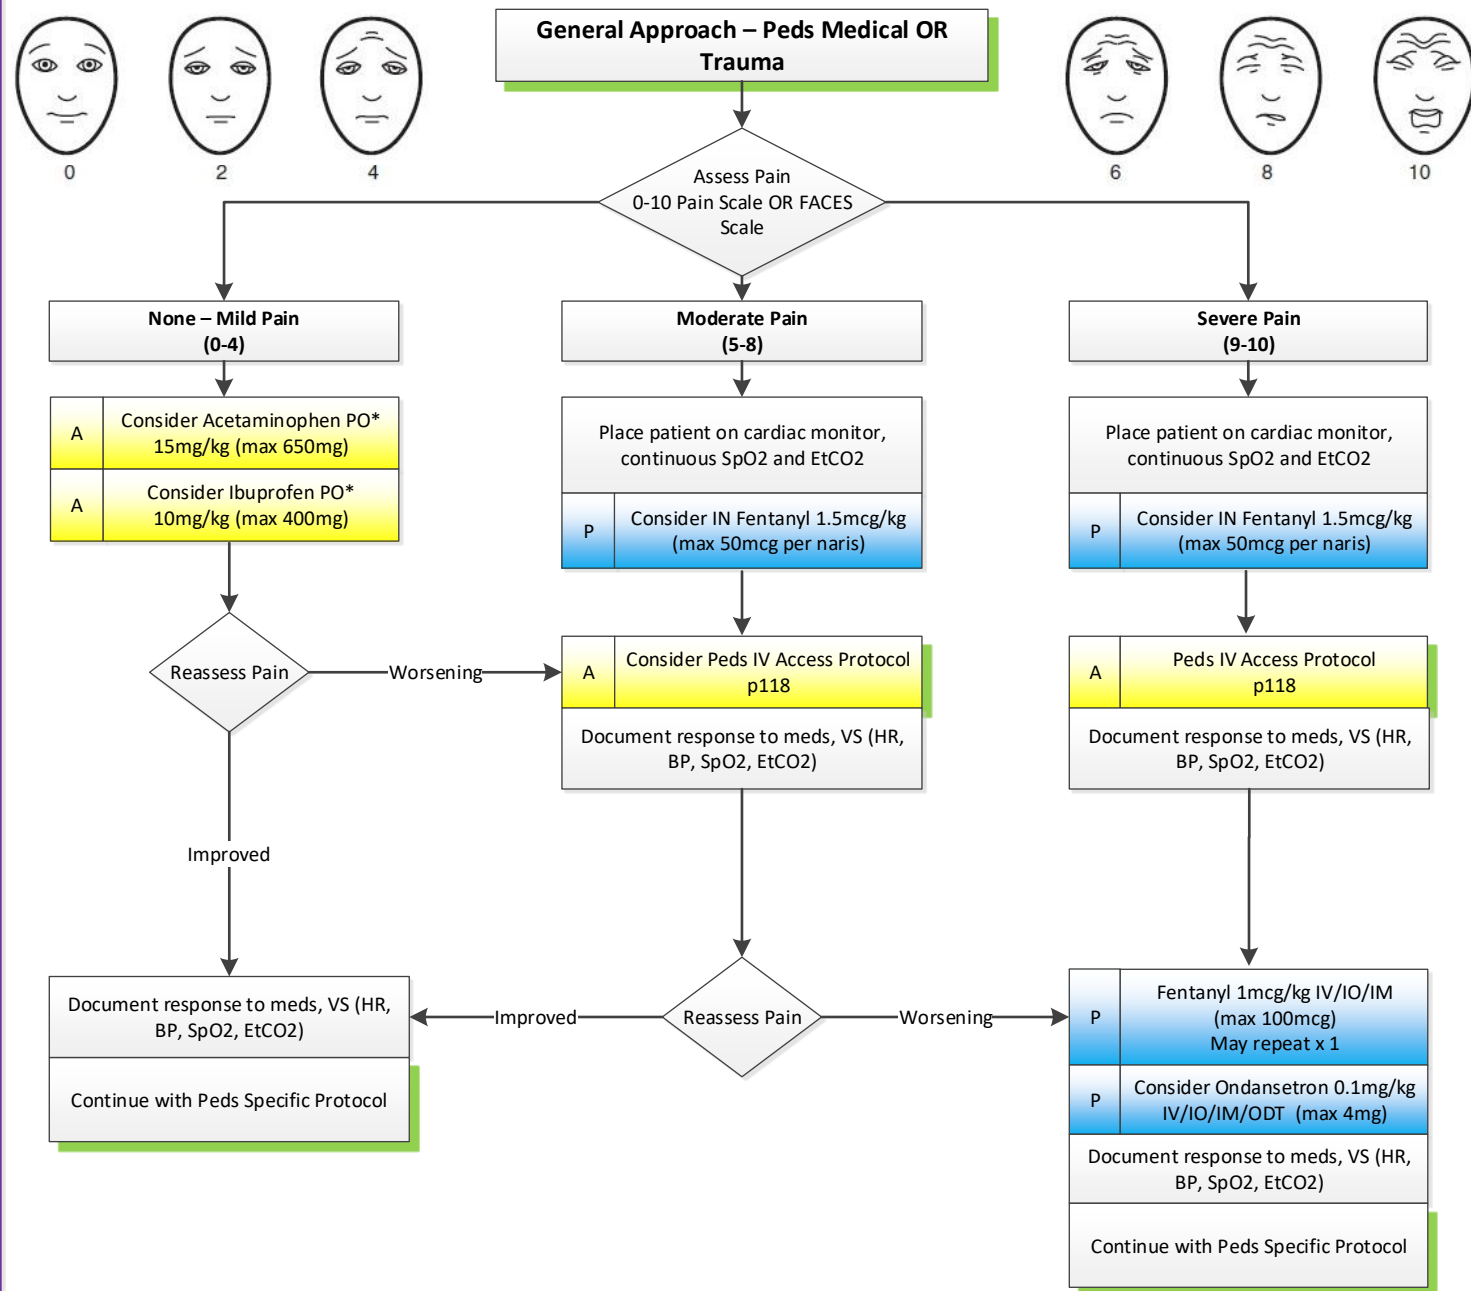 General Approach – Peds Medical OR
Trauma
0
2
4
6
8
10
Assess Pain
0-10 Pain Scale OR FACES
Scale
None – Mild Pain
(0-4)
Moderate Pain
(5-8)
Severe Pain
(9-10)
A
Consider Acetaminophen PO*
15mg/kg (max 650mg)
A
Consider Ibuprofen PO*
10mg/kg (max 400mg)
Place patient on cardiac monitor,
continuous SpO2 and EtCO2
P
Consider IN Fentanyl 1.5mcg/kg
(max 50mcg per naris)
Place patient on cardiac monitor,
continuous SpO2 and EtCO2
P
Consider IN Fentanyl 1.5mcg/kg
(max 50mcg per naris)
Reassess Pain
Worsening
A
Consider Peds IV Access Protocol
p118
Document response to meds, VS (HR,
BP, SpO2, EtCO2)
A
Peds IV Access Protocol
p118
Document response to meds, VS (HR,
BP, SpO2, EtCO2)
Improved
Document response to meds, VS (HR,
BP, SpO2, EtCO2)
Continue with Peds Specific Protocol
Improved
Reassess Pain
Worsening
P
Fentanyl 1mcg/kg IV/IO/IM
(max 100mcg)
May repeat x 1
P
Consider Ondansetron 0.1mg/kg
IV/IO/IM/ODT (max 4mg)
Document response to meds, VS (HR,
BP, SpO2, EtCO2)
Continue with Peds Specific Protocol